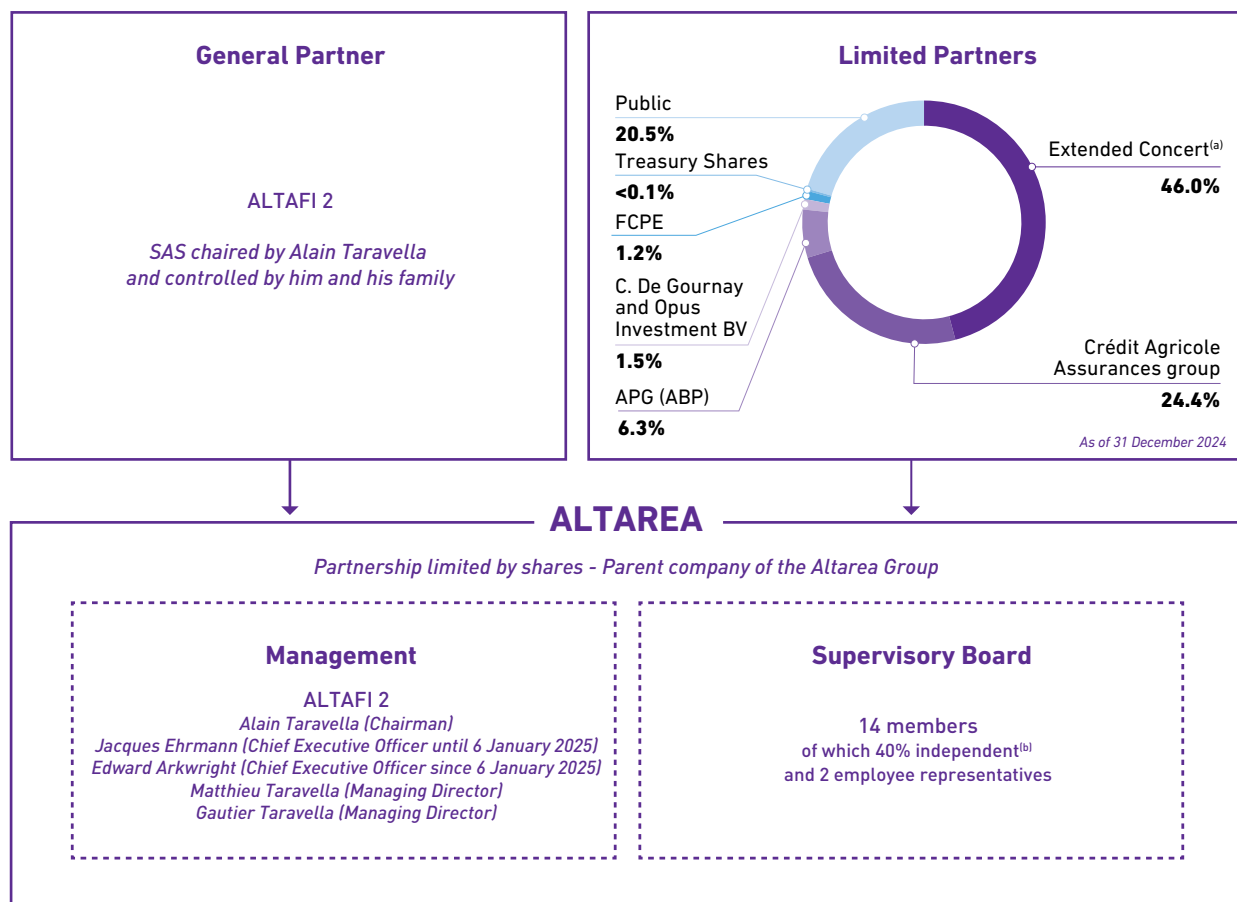 General Partner
ALTAFI 2
SAS chaired by Alain Taravella
and controlled by him and his family
Limited Partners
Public
20.5%
Treasury Shares
<0.1%
FCPE
1.2%
C. De Gournay
and Opus
Investment BV
1.5%
APG (ABP)
6.3%
Extended Concert(a)
46.0%
Crédit Agricole
Assurances group
24.4%
As of 31 December 2024
ALTAREA
Partnership limited by shares - Parent company of the Altarea Group
Management
ALTAFI 2
Alain Taravella (Chairman)
Jacques Ehrmann (Chief Executive Officer until 6 January 2025)
Edward Arkwright (Chief Executive Officer since 6 January 2025)
Matthieu Taravella (Managing Director)
Gautier Taravella (Managing Director)
Supervisory Board
14 members
of which 40% independent(b)
and 2 employee representatives